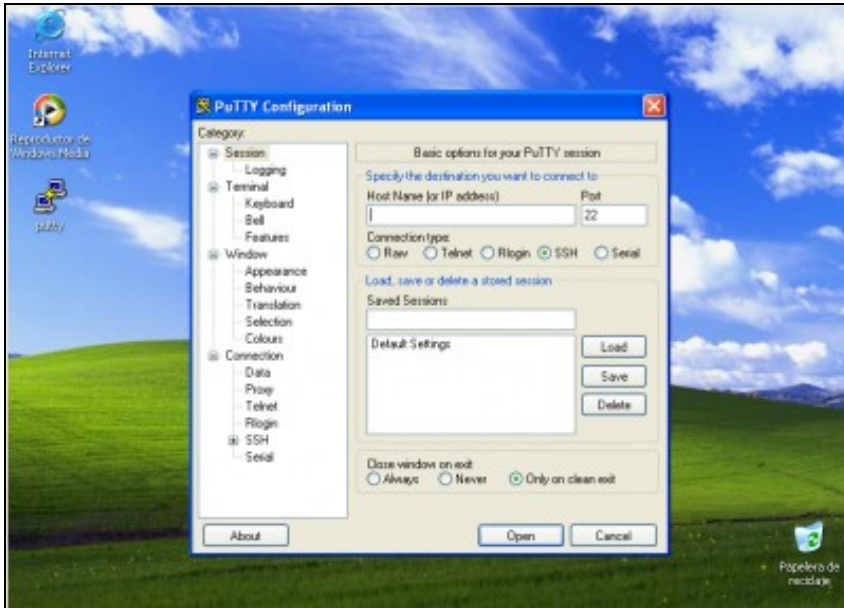 Internet
Explorer
Reproductor de
Windows Media
putty
PuTTY Configuration
Category:
Session
Logging
Terminal
Keyboard
Bell
Features
Window
Appearance
Behaviour
Translation
Selection
Colours
Connection
Data
Proxy
Telnet
Rlogin
SSH
Serial
Basic options for your PuTTY session
Specify the destination you want to connect to
Host Name (or IP address) Port
22
Connection type:
Raw Telnet Rlogin SSH Serial
Load, save or delete a stored session
Saved Sessions
Default Settings
Load
Save
Delete
Close window on exit:
Always Never Only on clean exit
About Open Cancel
Papelera de
reciclaje